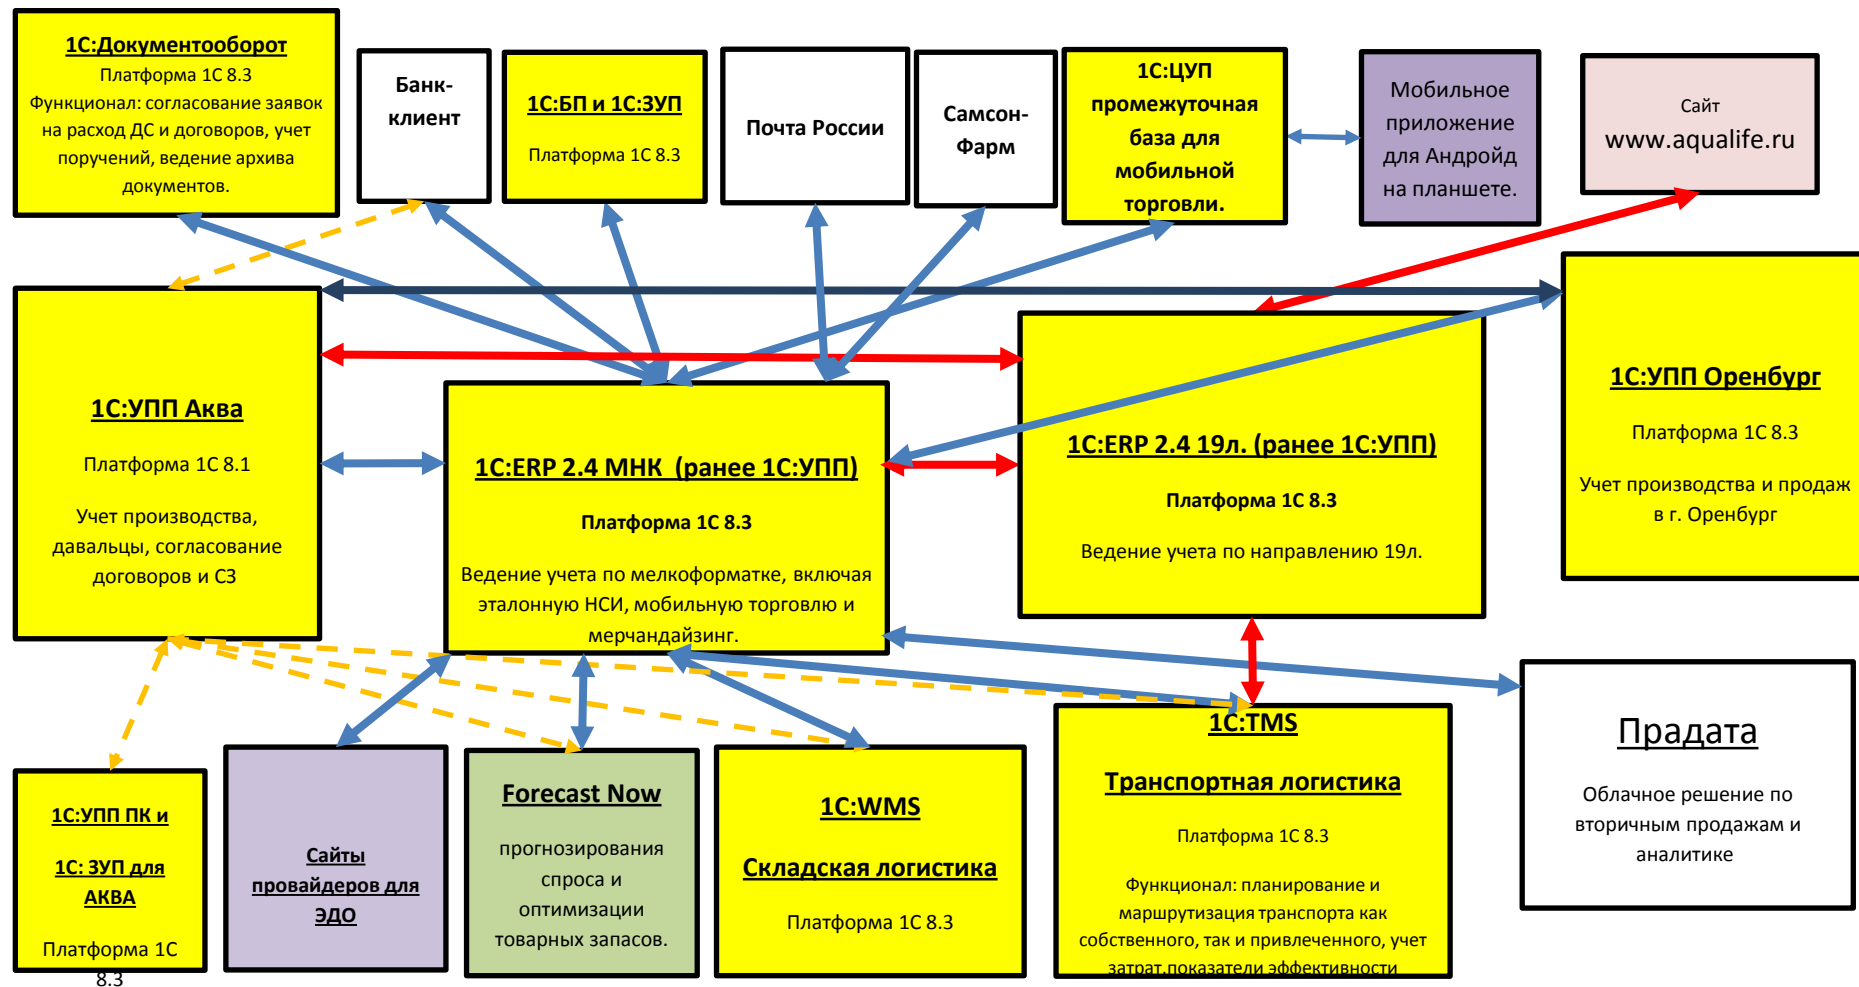 1С:Документооборот
Платформа 1С 8.3
Функционал: согласование заявок
на расход ДС и договоров, учет
поручений, ведение архива
документов.
Банк-
клиент
1С:БП и 1С:ЗУП
Платформа 1С 8.3
Почта России
Самсон-
Фарм
1С:ЦУП
промежуточная
база для
мобильной
торговли.
Мобильное
приложение
для Андройд
на планшете.
Сайт
www.aqualife.ru
1С:УПП Аква
Платформа 1С 8.1
Учет производства,
давальцы, согласование
договоров и СЗ
1С:ERP 2.4 МНК (ранее 1С:УПП)
Платформа 1С 8.3
Ведение учета по мелкоформатке, включая
эталонную НСИ, мобильную торговлю и
мерчандайзинг.
1С:ERP 2.4 19л. (ранее 1С:УПП)
Платформа 1С 8.3
Ведение учета по направлению 19л.
1С:УПП Оренбург
Платформа 1С 8.3
Учет производства и продаж
в г. Оренбург
1С:УПП ПК и
1С: ЗУП для
АКВА
Платформа 1С
8.3
Сайты
провайдеров для
ЭДО
Forecast Now
прогнозирования
спроса и
оптимизации
товарных запасов.
1С:WMS
Складская логистика
Платформа 1С 8.3
1С:TMS
Транспортная логистика
Платформа 1С 8.3
Функционал: планирование и
маршрутизация транспорта как
собственного, так и привлеченного, учет
затрат,показатели эффективности
Прадата
Облачное решение по
вторичным продажам и
аналитике